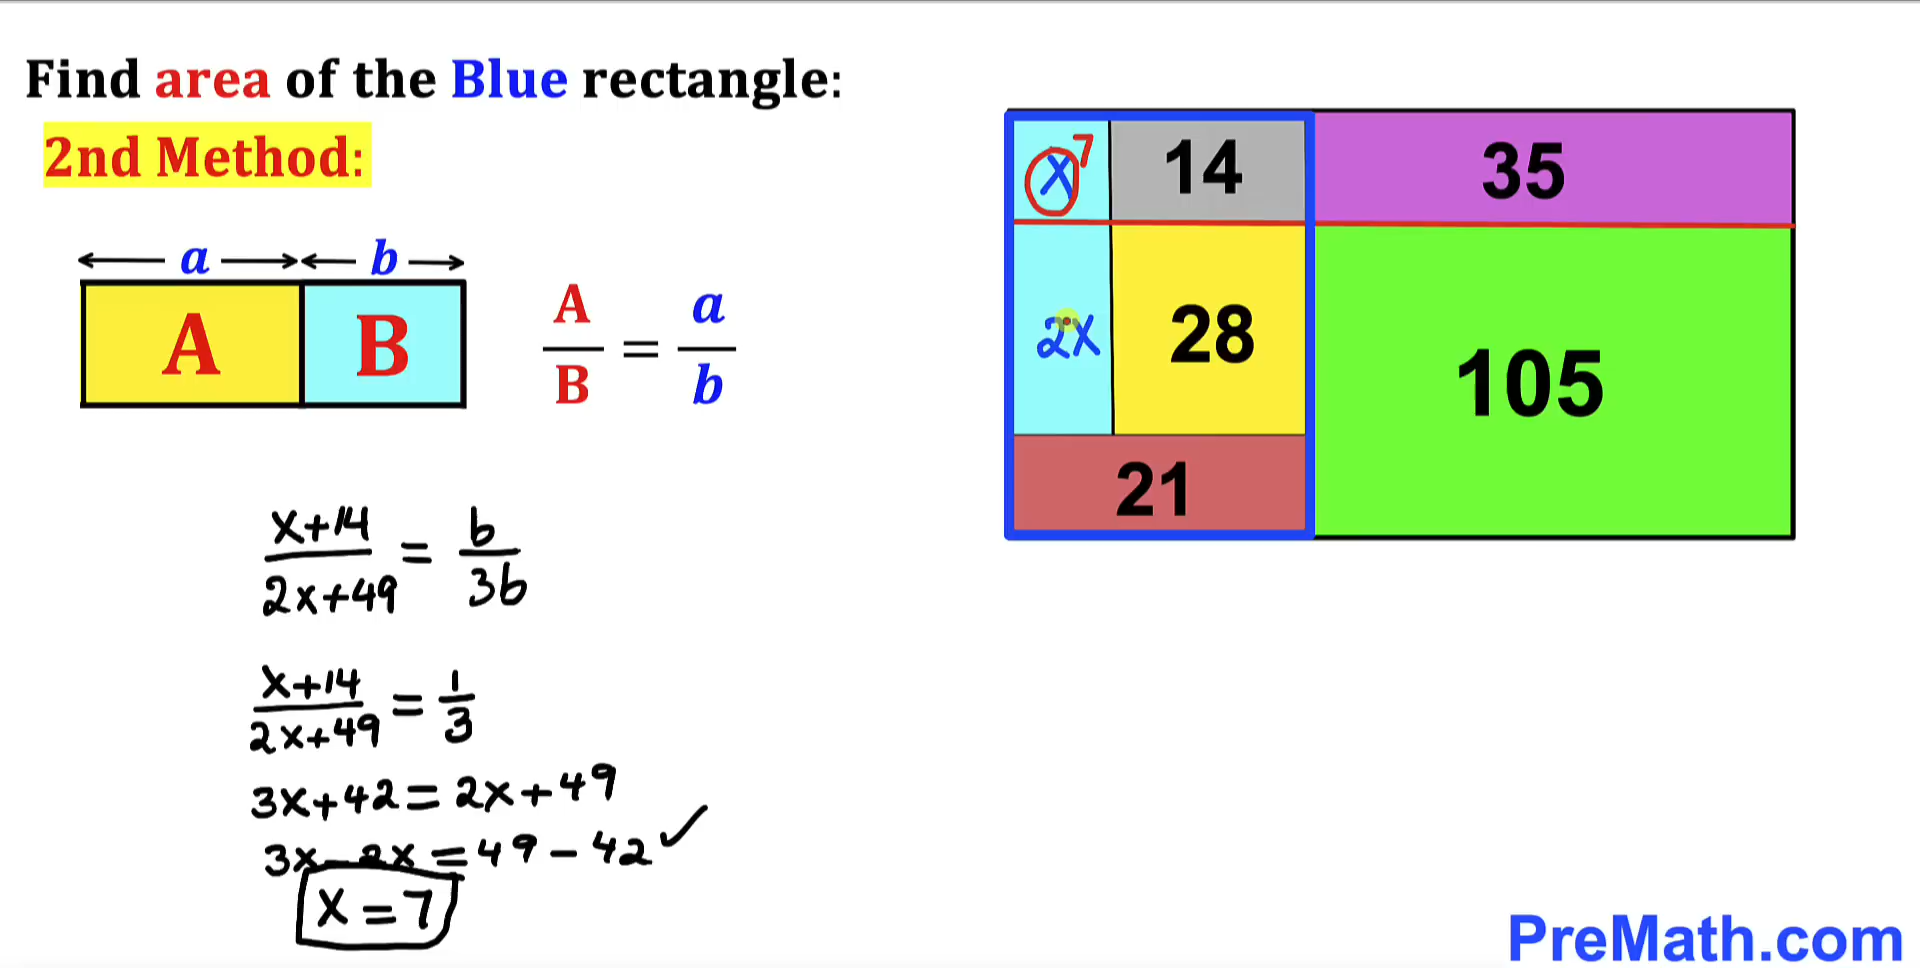 Find area of the Blue rectangle:
2nd Method:
a b
A B
A/B = a/b
x+14/2x+49 = b/3b
x+14/2x+49 = 1/3
3x+42=2x+49
3x-2x=49-42✓
x=7
x 7 14 35
2x 28 105
21
PreMath.com